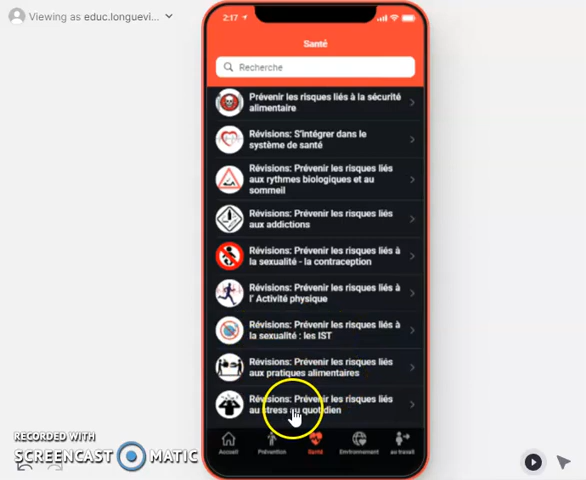 Viewing as educ.longuevi...
2:17
Santé
Recherche
Prévenir les risques liés à la sécurité
alimentaire
Révisions: S'intégrer dans le
système de santé
Révisions: Prévenir les risques liés
aux rythmes biologiques et au
sommeil
Révisions: Prévenir les risques liés
aux addictions
Révisions: Prévenir les risques liés à
la sexualité - la contraception
Révisions: Prévenir les risques liés à
l' Activité physique
Révisions: Prévenir les risques liés à
la sexualité : les IST
Révisions: Prévenir les risques liés
aux pratiques alimentaires
Révisions: Prévenir les risques liés
au stress au quotidien
Accueil Prévention Santé Environnement au travail
RECORDED WITH
SCREENCAST MATIC